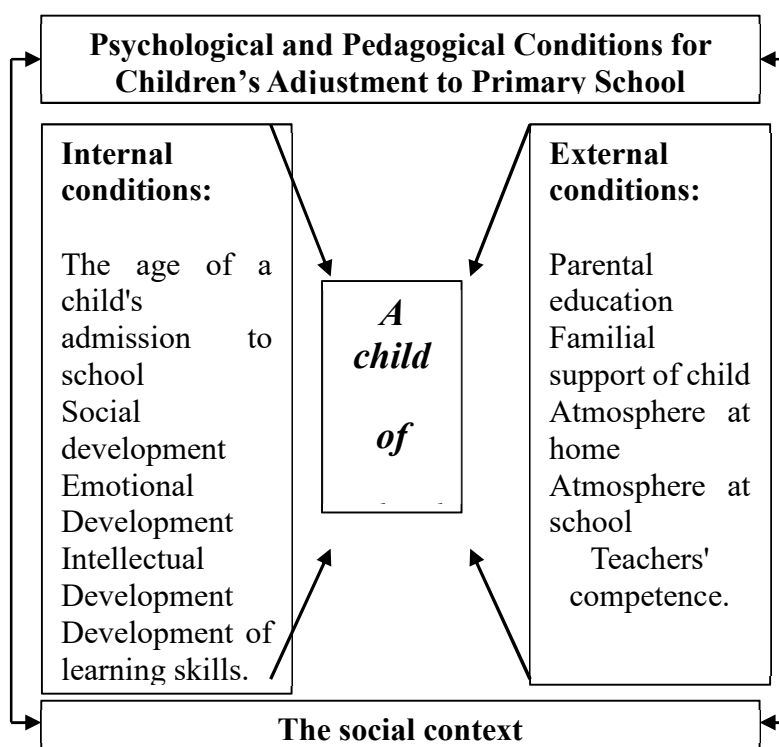 Psychological and Pedagogical Conditions for
Children's Adjustment to Primary School
Internal
conditions:
The age of a
child's
admission to
school
Social
development
Emotional
Development
Intellectual
Development
Development of
learning skills.
A
child
of
External
conditions:
Parental
education
Familial
support of child
Atmosphere at
home
Atmosphere at
school
Teachers'
competence.
The social context